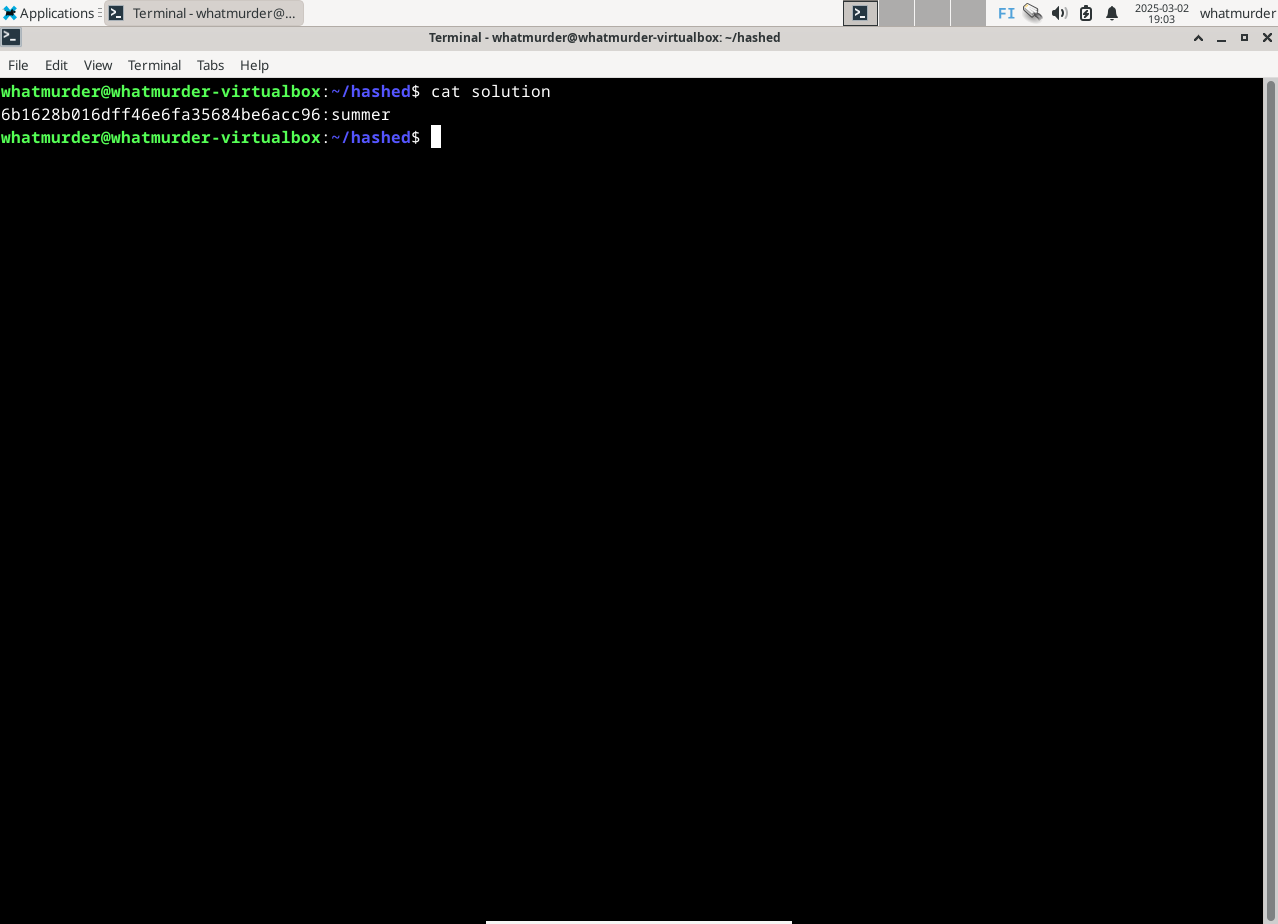 Applications Terminal - whatmurder@... FI 2025-03-02 whatmurder
19:03
Terminal - whatmurder@whatmurder-virtualbox: ~/hashed
File Edit View Terminal Tabs Help
whatmurder@whatmurder-virtualbox:~/hashed$ cat solution
6b1628b016dff46e6fa35684be6acc96:summer
whatmurder@whatmurder-virtualbox:~/hashed$